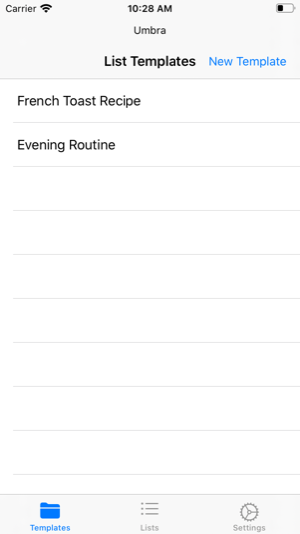 Carrier 10:28 AM
Umbra
List Templates New Template
French Toast Recipe
Evening Routine
Templates Lists Settings